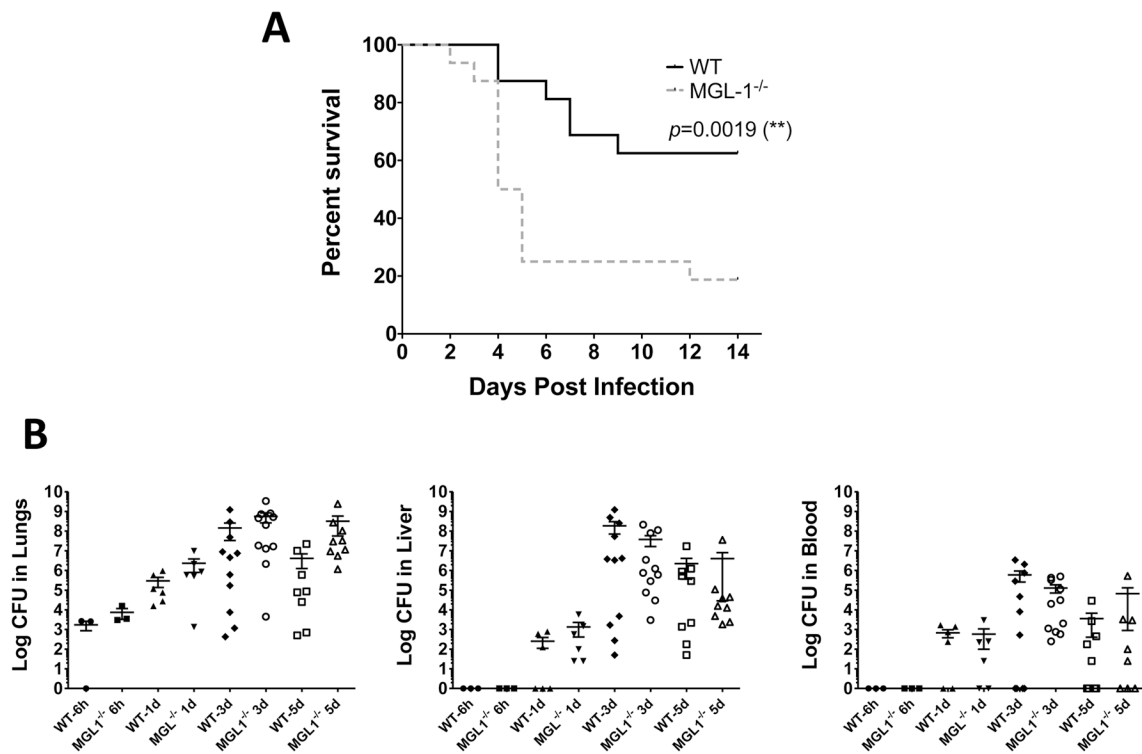 A
100
80
60
40
20
0
Percent survival
WT
MGL-1-/-
p=0.0019 (**)
0 2 4 6 8 10 12 14
Days Post Infection
B
10
9
8
7
6
5
4
3
2
1
0
Log CFU in Lungs
WT-6h
MGL1-/- 6h
WT-1d
MGL-/- 1d
WT-3d
MGL1-/- 3d
WT-5d
MGL1-/- 5d
10
9
8
7
6
5
4
3
2
1
0
Log CFU in Liver
WT-6h
MGL1-/- 6h
WT-1d
MGL-/- 1d
WT-3d
MGL1-/- 3d
WT-5d
MGL1-/- 5d
10
9
8
7
6
5
4
3
2
1
0
Log CFU in Blood
WT-6h
MGL1-/- 6h
WT-1d
MGL-/- 1d
WT-3d
MGL1-/- 3d
WT-5d
MGL1-/- 5d